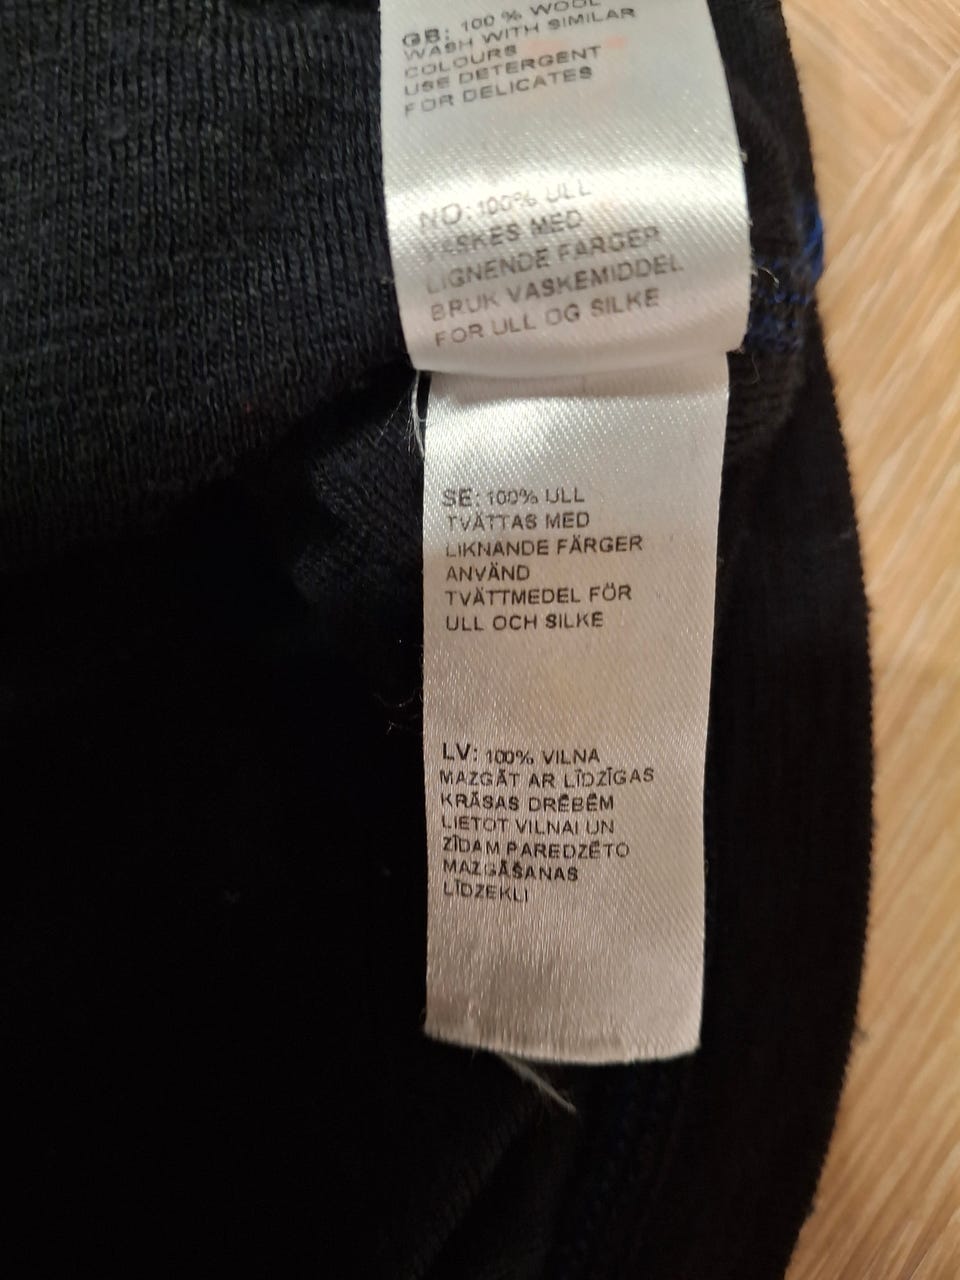 GB: 100 % WOOL
WASH WITH SIMILAR
COLOURS
USE DETERGENT
FOR DELICATES
NO: 100% ULL
VASKES MED
LIGNENDE FARGER
BRUK VASKEMIDDEL
FOR ULL OG SILKE
SE: 100% ULL
TVÄTTAS MED
LIKNANDE FÄRGER
ANVÄND
TVÄTTMEDEL FÖR
ULL OCH SILKE
LV: 100% VILNA
MAZGĀT AR LĪDZĪGAS
KRĀSAS DRĒBĒM
LIETOT VILNAI UN
ZĪDAM PAREDZĒTO
MAZGĀŠANAS
LĪDZEKLI